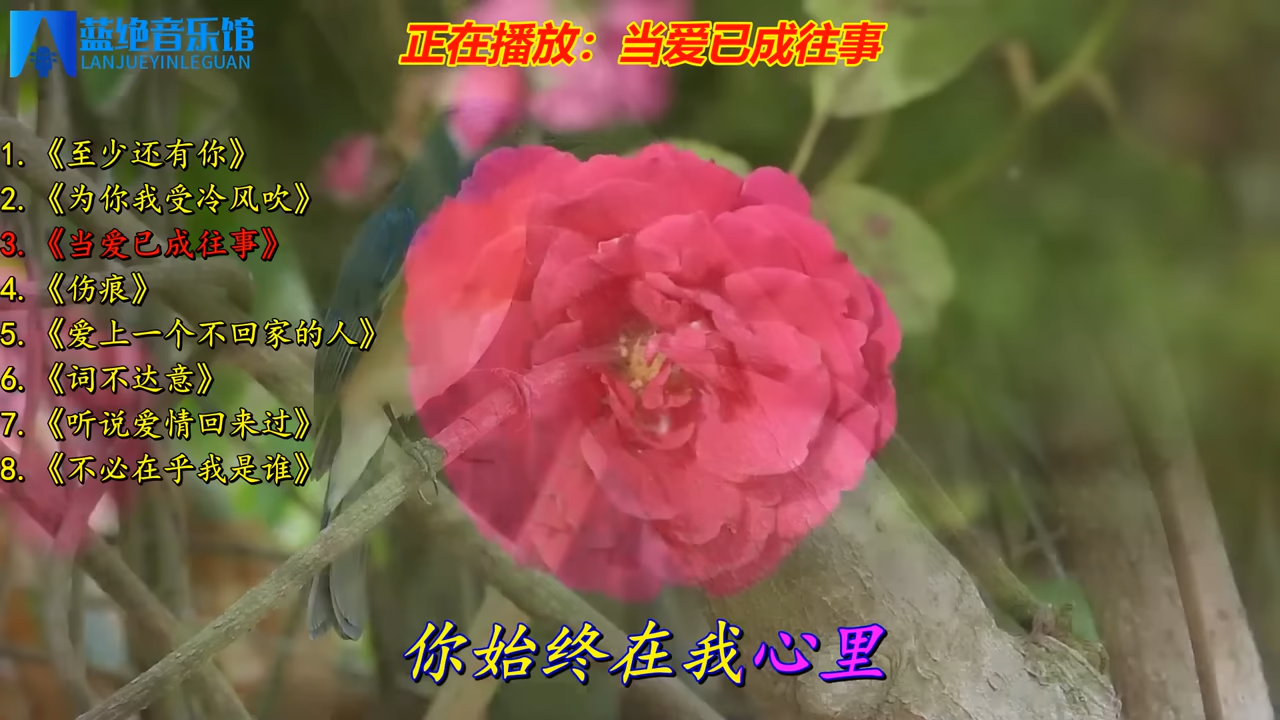 蓝绝音乐馆
LANJUEYINLEGUAN
正在播放：当爱已成往事
1.《至少还有你》
2.《为你我受冷风吹》
3.《当爱已成往事》
4.《伤痕》
5.《爱上一个不回家的人》
6.《词不达意》
7.《听说爱情回来过》
8.《不必在乎我是谁》
你始终在我心里